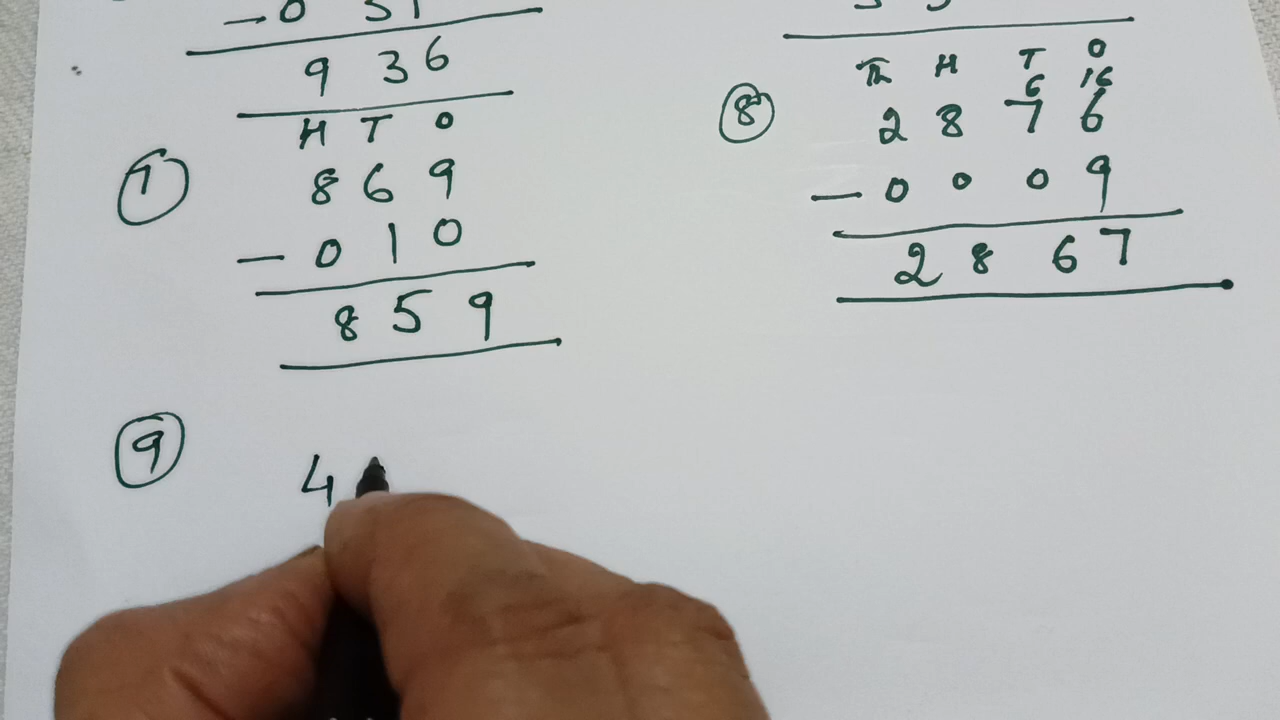 9 3 6
H T O
7 8 6 9
— 0 1 0
8 5 9
9 4
Th H T O
6 16
8 2 8 7 6
— 0 0 0 9
2 8 6 7